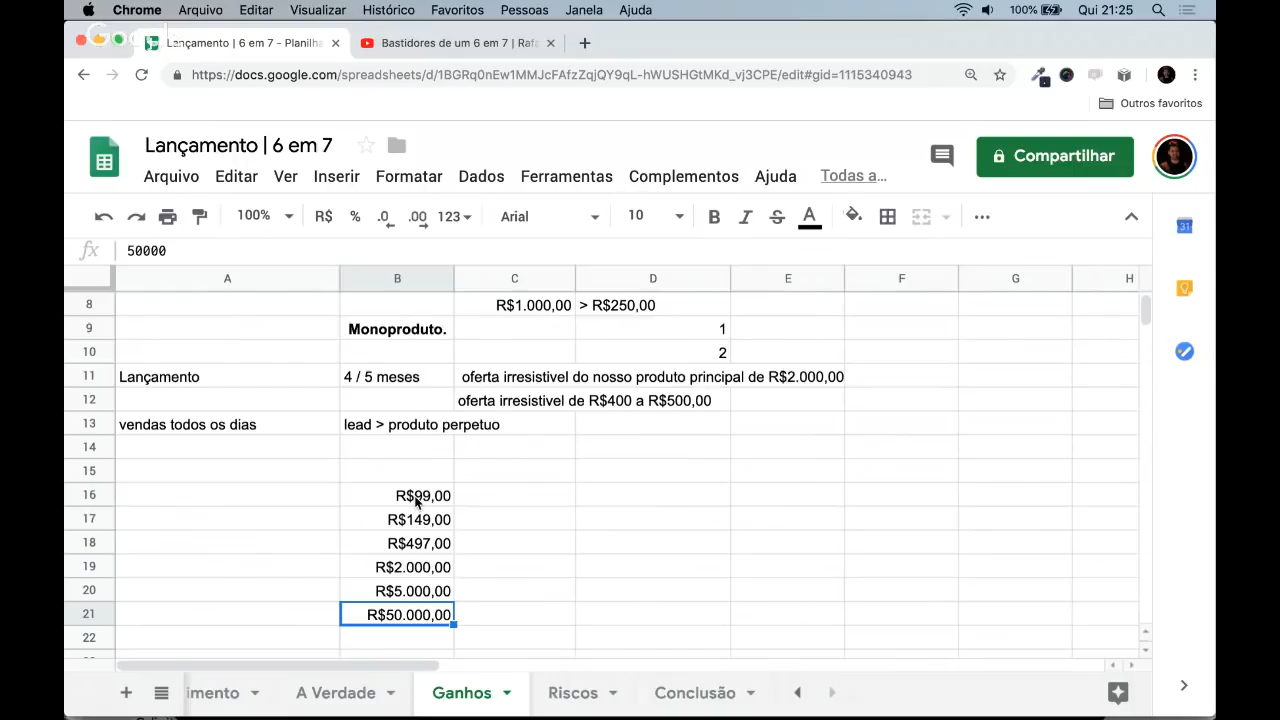 Chrome Arquivo Editar Visualizar Histórico Favoritos Pessoas Janela Ajuda 100% Qui 21:25
Lançamento | 6 em 7 - Planilha Bastidores de um 6 em 7 | Rafa
https://docs.google.com/spreadsheets/d/1BGRq0nEw1MMJcFAfzZqjQY9qL-hWUSHGtMKd_vj3CPE/edit#gid=1115340943
Outros favoritos
Lançamento | 6 em 7
Compartilhar
Arquivo Editar Ver Inserir Formatar Dados Ferramentas Complementos Ajuda Todas a...
100% R$ % .0 .00 123 Arial 10 B I S A
fx 50000
A B C D E F G H
8 R$1.000,00 > R$250,00
9 Monoproduto. 1
10 2
11 Lançamento 4 / 5 meses oferta irresistivel do nosso produto principal de R$2.000,00
12 oferta irresistivel de R$400 a R$500,00
13 vendas todos os dias lead > produto perpetuo
14
15
16 R$99,00
17 R$149,00
18 R$497,00
19 R$2.000,00
20 R$5.000,00
21 R$50.000,00
22
imento A Verdade Ganhos Riscos Conclusão
31